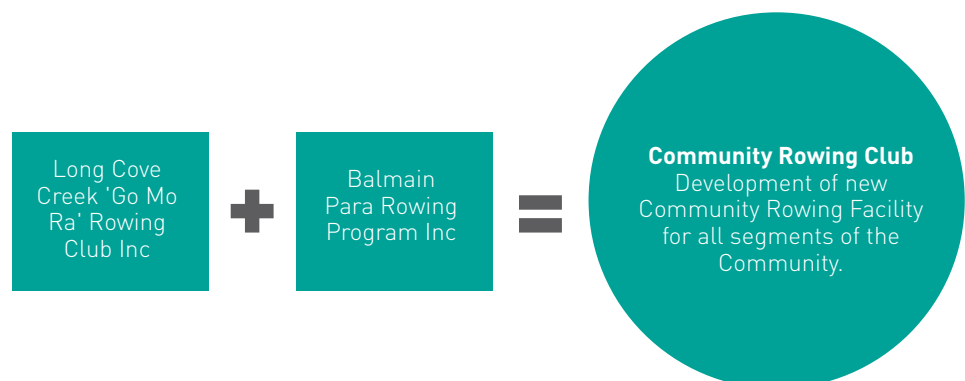 Long Cove
Creek 'Go Mo
Ra' Rowing
Club Inc
+
Balmain
Para Rowing
Program Inc
=
Community Rowing Club
Development of new
Community Rowing Facility
for all segments of the
Community.